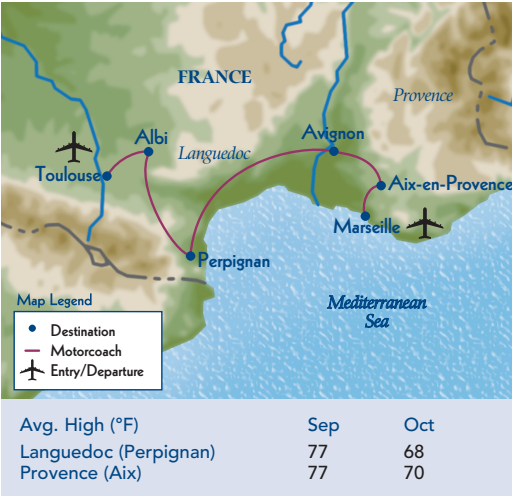 FRANCE
Provence
Albi
Avignon
Languedoc
Toulouse
Aix-en-Provence
Marseille
Perpignan
Map Legend
Mediterranean
Sea
Destination
Motorcoach
Entry/Departure
Avg. High (°F) Sep Oct
Languedoc (Perpignan) 77 68
Provence (Aix) 77 70